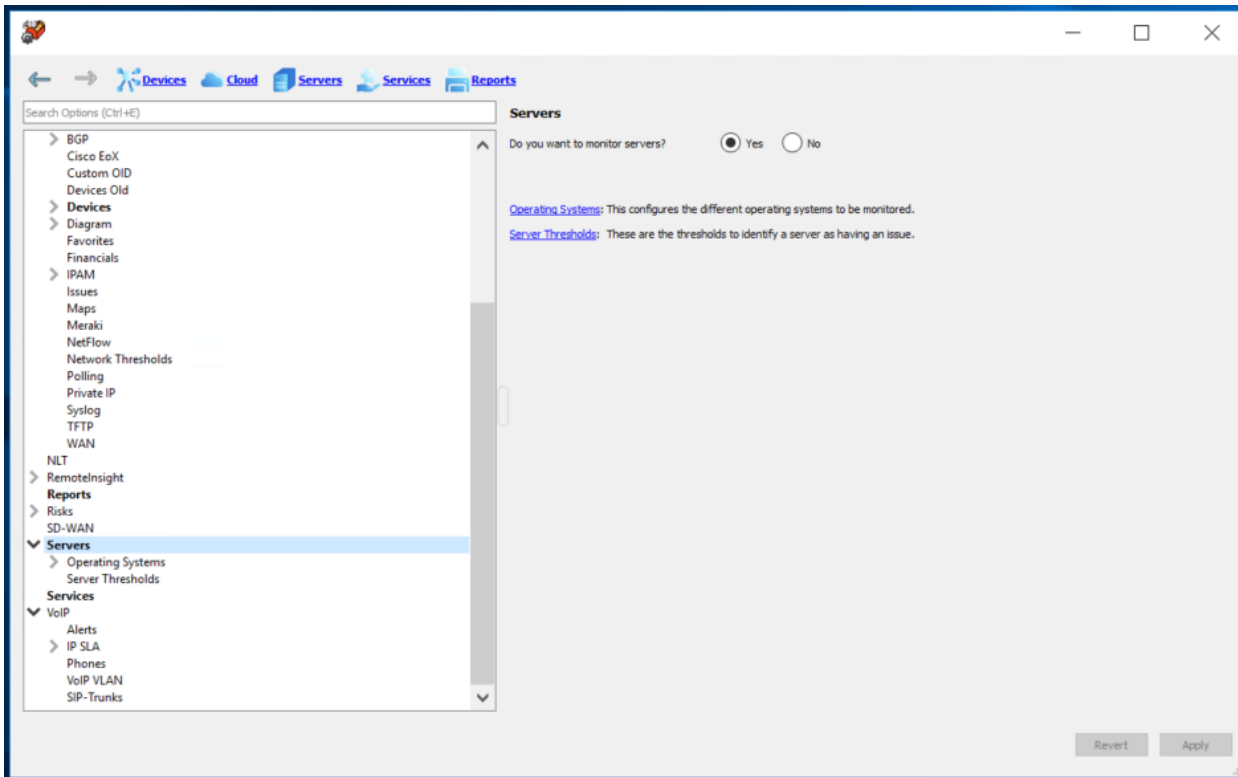 Devices Cloud Servers Services Reports
Search Options (Ctrl+E)
BGP
Cisco EoX
Custom OID
Devices Old
Devices
Diagram
Favorites
Financials
IPAM
Issues
Maps
Meraki
NetFlow
Network Thresholds
Polling
Private IP
Syslog
TFTP
WAN
NLT
RemoteInsight
Reports
Risks
SD-WAN
Servers
Operating Systems
Server Thresholds
Services
VoIP
Alerts
IP SLA
Phones
VoIP VLAN
SIP-Trunks
Servers
Do you want to monitor servers? Yes No
Operating Systems: This configures the different operating systems to be monitored.
Server Thresholds: These are the thresholds to identify a server as having an issue.
Revert Apply